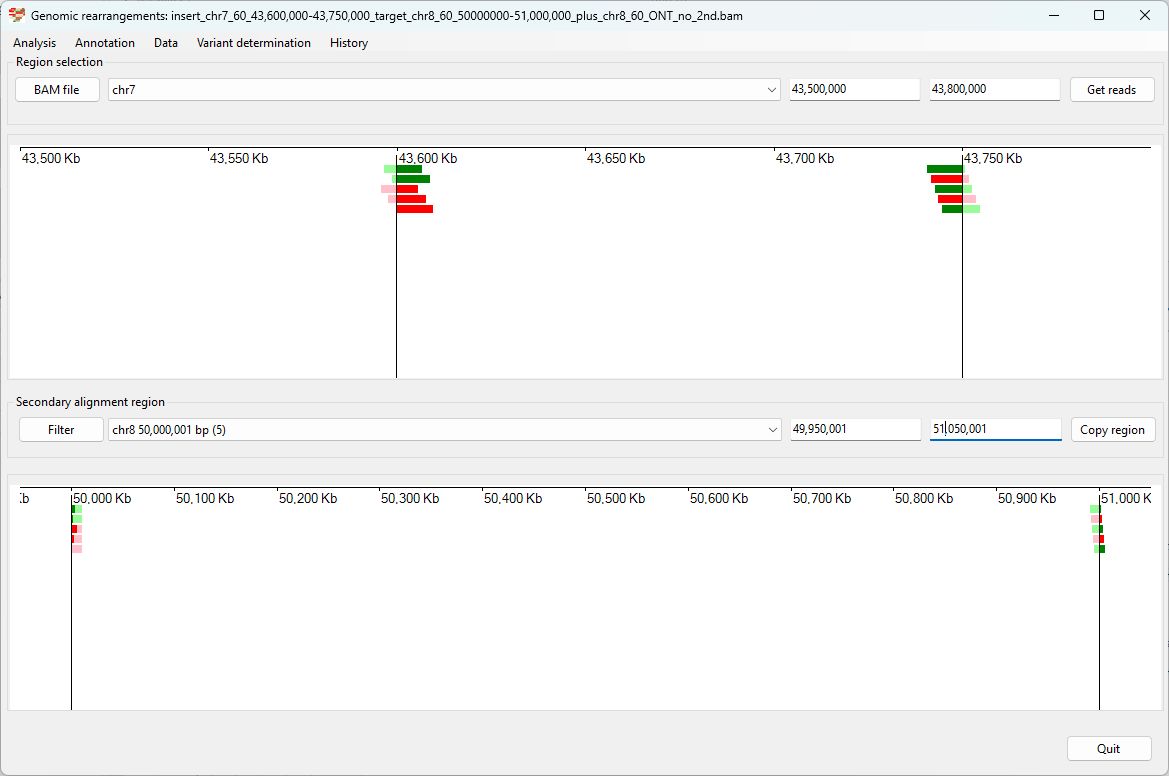 Genomic rearrangements: insert_chr7_60_43,600,000-43,750,000_target_chr8_60_50000000-51,000,000_plus_chr8_60_ONT_no_2nd.bam
Analysis Annotation Data Variant determination History
Region selection
BAM file chr7 43,500,000 43,800,000 Get reads
43,500 Kb 43,550 Kb 43,600 Kb 43,650 Kb 43,700 Kb 43,750 Kb
Secondary alignment region
Filter chr8 50,000,001 bp (5) 49,950,001 51,050,001 Copy region
Kb 50,000 Kb 50,100 Kb 50,200 Kb 50,300 Kb 50,400 Kb 50,500 Kb 50,600 Kb 50,700 Kb 50,800 Kb 50,900 Kb 51,000 K
Quit